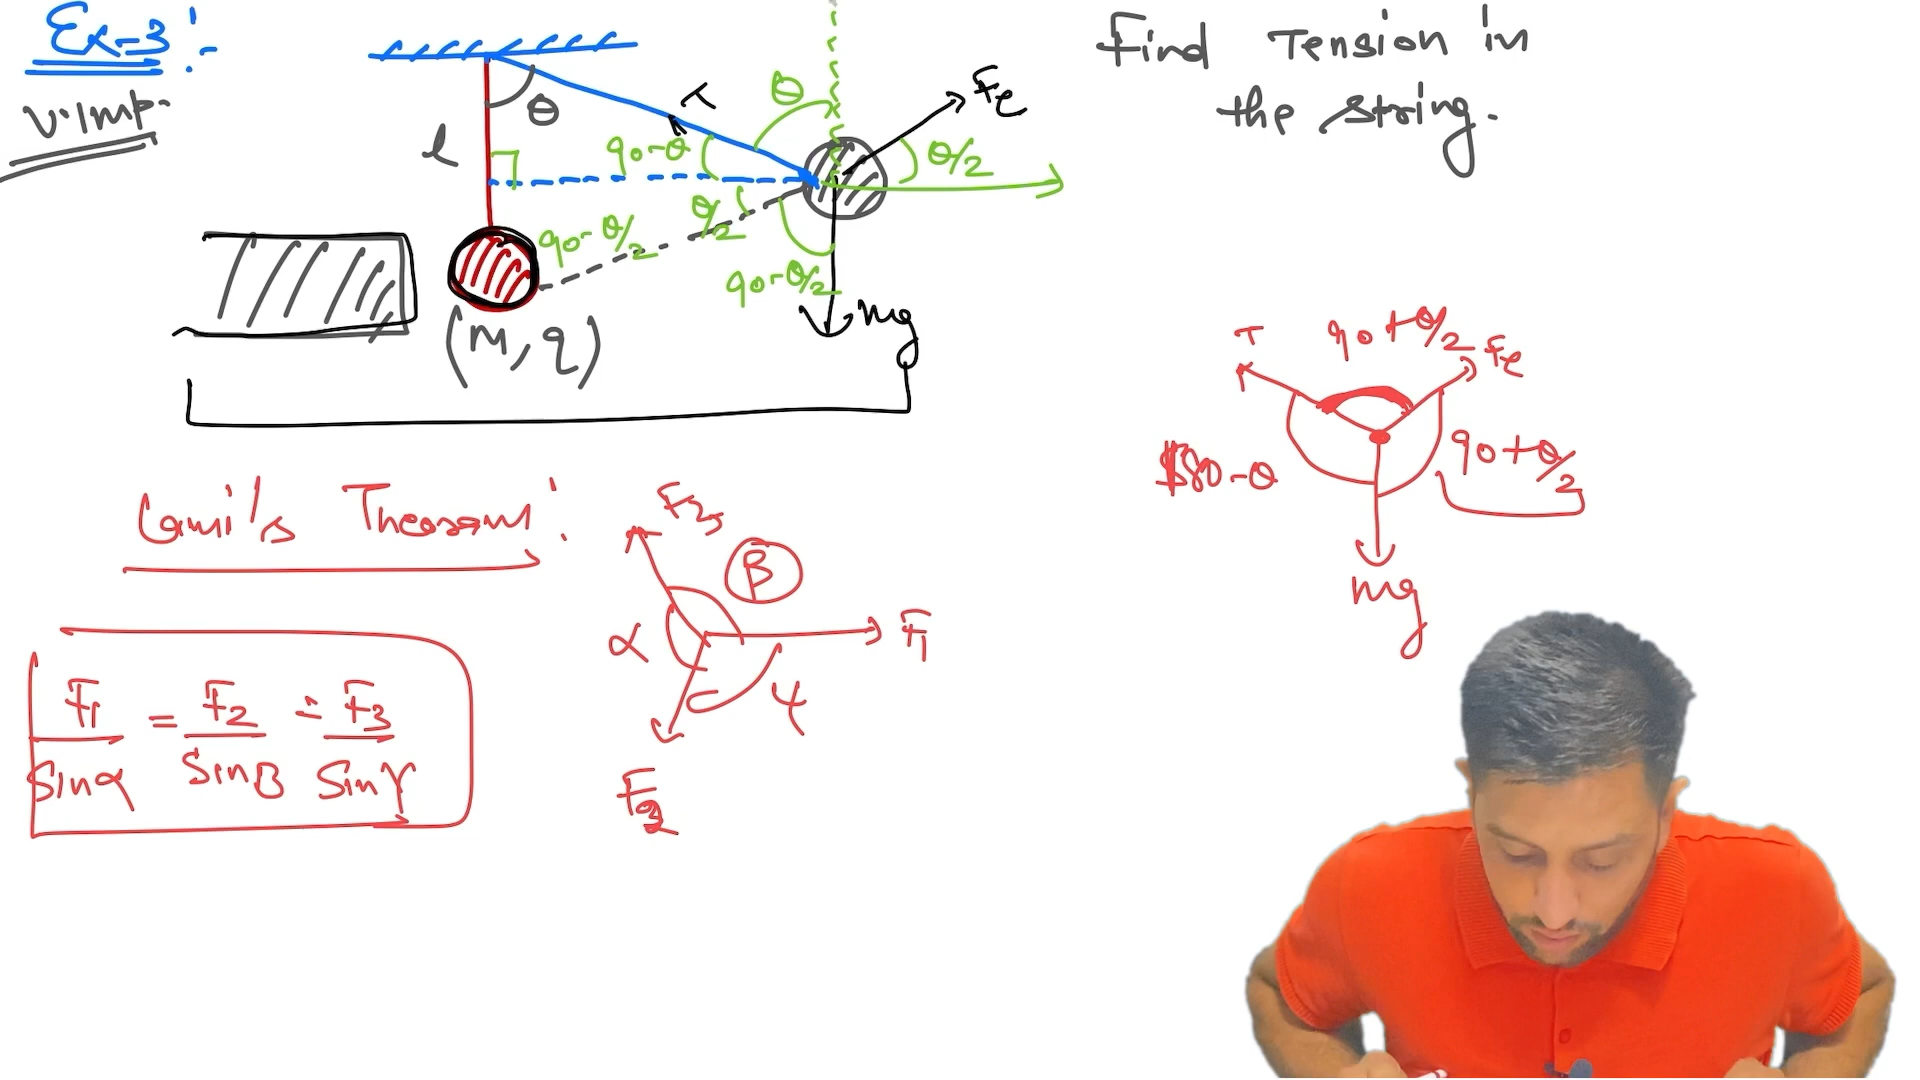 Ex-3 :-
V.Imp.
Find Tension in
the string.
θ
T
θ
Fe
l
90-θ
θ/2
90-θ/2
θ/2
90-θ/2
mg
(M, q)
T
90+θ/2
Fe
180-θ
90+θ/2
mg
Lami's Theorem:
F3
B
α
F1
γ
F2
F1/Sinα = F2/SinB = F3/Sinγ